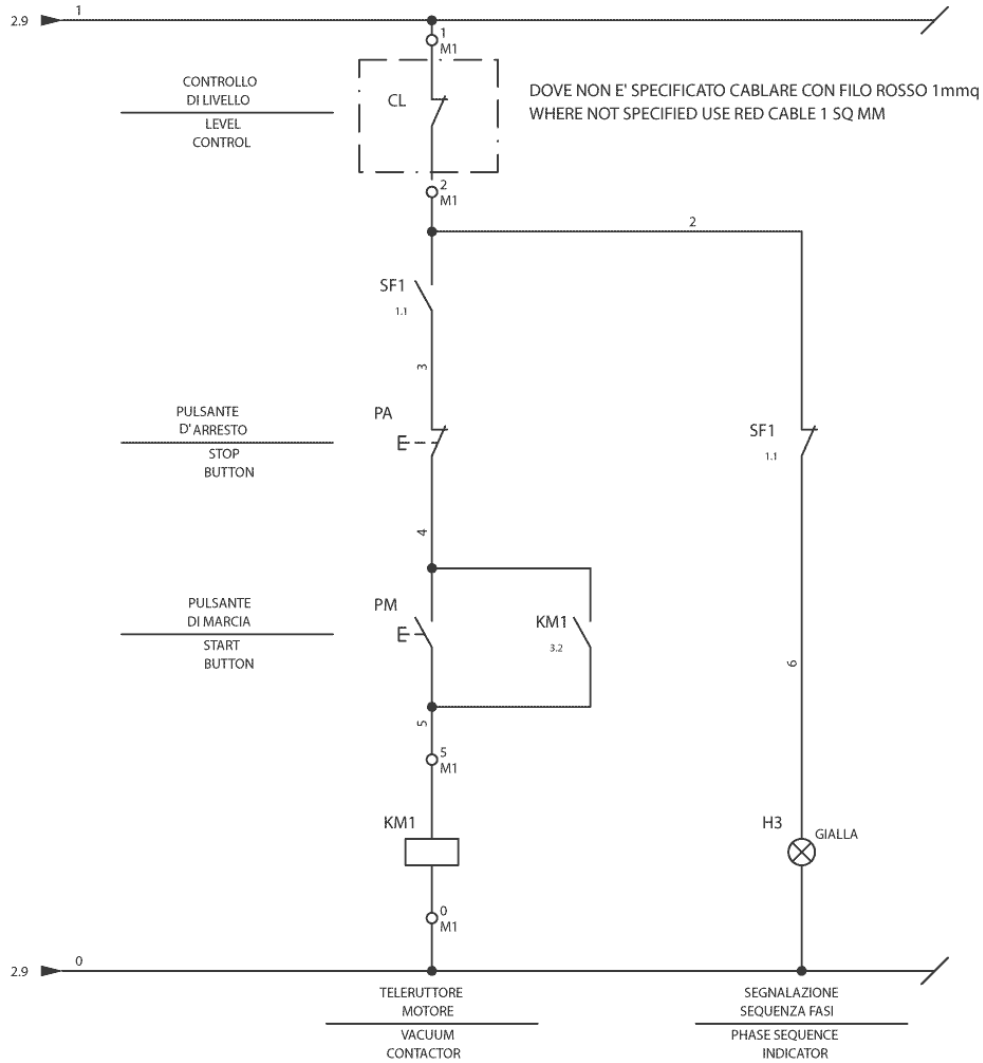 2.9
1
1
M1
CONTROLLO
DI LIVELLO
LEVEL
CONTROL
CL
DOVE NON E' SPECIFICATO CABLARE CON FILO ROSSO 1mmq
WHERE NOT SPECIFIED USE RED CABLE 1 SQ MM
2
M1
2
SF1
1.1
3
PULSANTE
D'ARRESTO
STOP
BUTTON
PA
SF1
1.1
4
PULSANTE
DI MARCIA
START
BUTTON
PM
KM1
3.2
6
5
5
M1
KM1
H3
GIALLA
0
M1
2.9
0
TELERUTTORE
MOTORE
VACUUM
CONTACTOR
SEGNALAZIONE
SEQUENZA FASI
PHASE SEQUENCE
INDICATOR